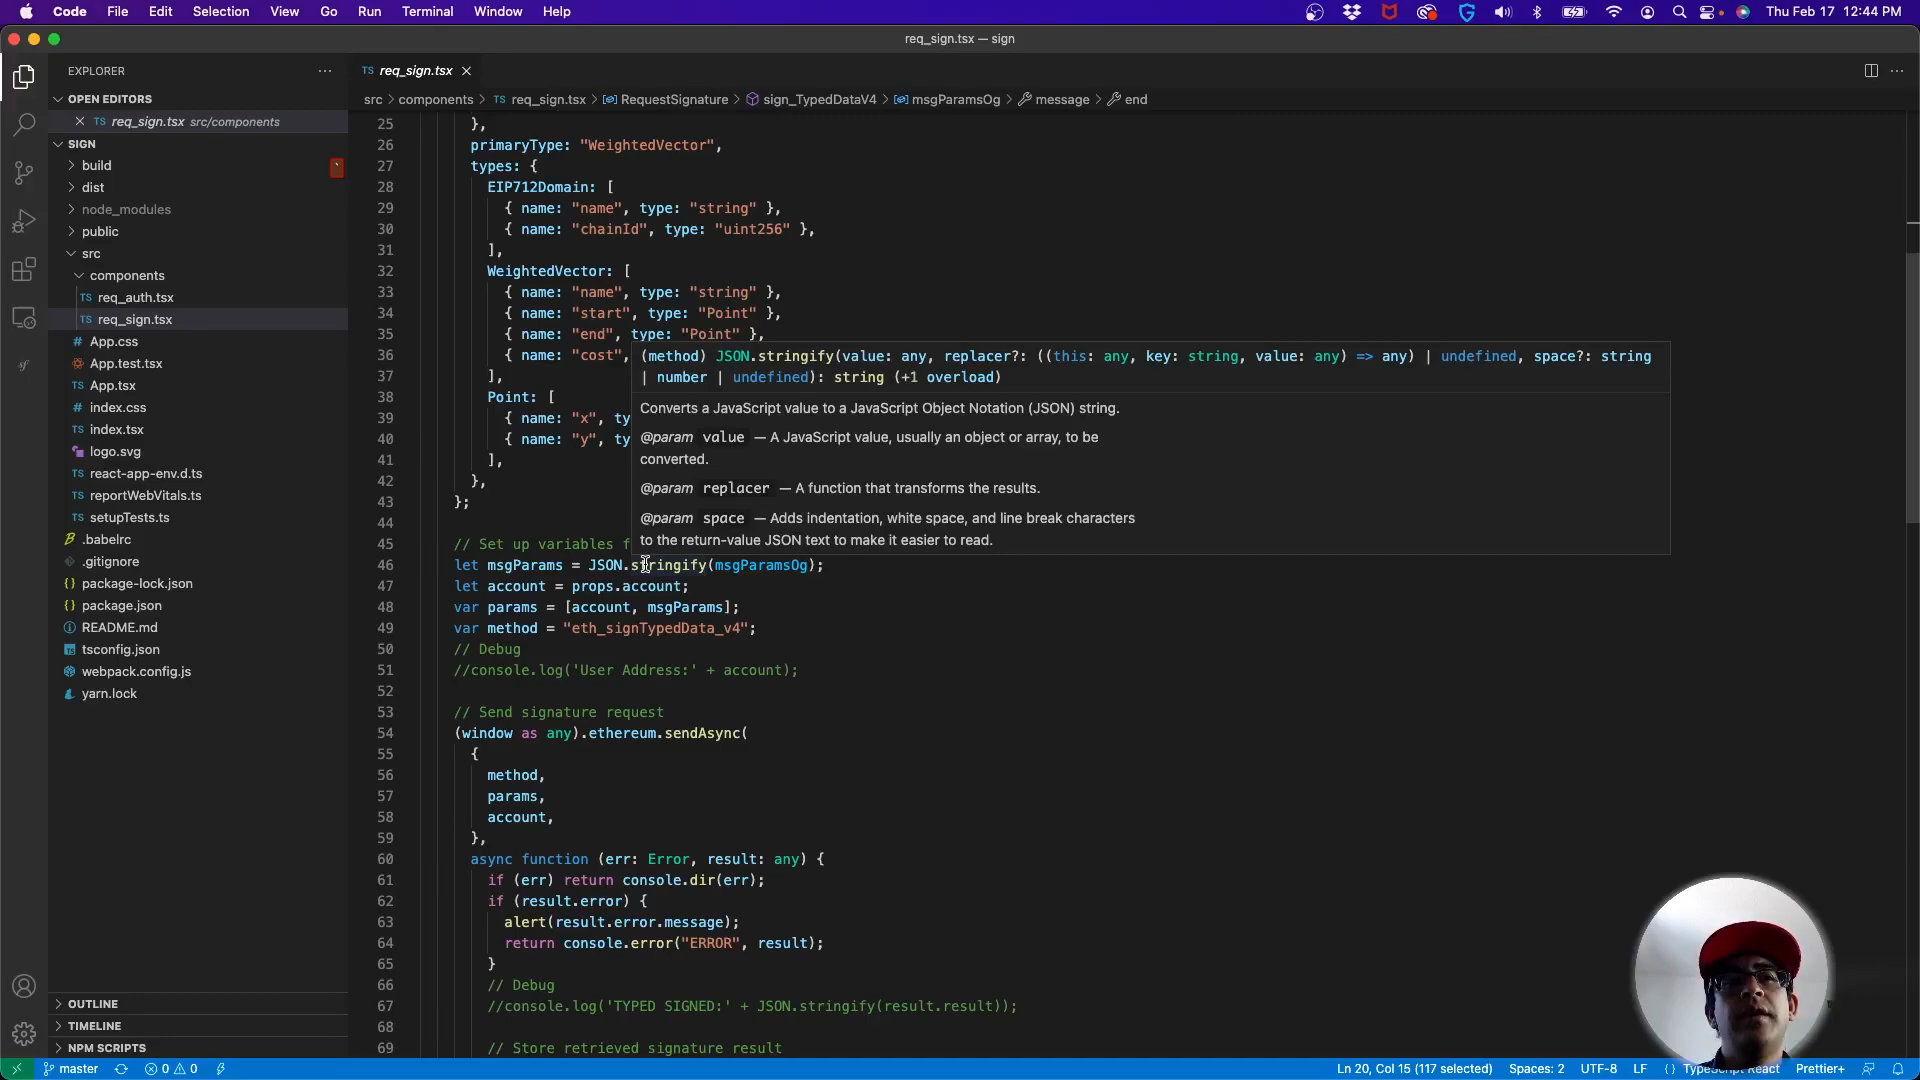 Code File Edit Selection View Go Run Terminal Window Help Thu Feb 17 12:44 PM
req_sign.tsx — sign
EXPLORER
OPEN EDITORS
TS req_sign.tsx src/components
SIGN
build
dist
node_modules
public
src
components
TS req_auth.tsx
TS req_sign.tsx
# App.css
App.test.tsx
TS App.tsx
# index.css
TS index.tsx
logo.svg
TS react-app-env.d.ts
TS reportWebVitals.ts
TS setupTests.ts
.babelrc
.gitignore
{} package-lock.json
{} package.json
README.md
TS tsconfig.json
webpack.config.js
yarn.lock
OUTLINE
TIMELINE
NPM SCRIPTS
TS req_sign.tsx
src > components > TS req_sign.tsx > RequestSignature > sign_TypedDataV4 > msgParamsOg > message > end
25 },
26 primaryType: "WeightedVector",
27 types: {
28 EIP712Domain: [
29 { name: "name", type: "string" },
30 { name: "chainId", type: "uint256" },
31 ],
32 WeightedVector: [
33 { name: "name", type: "string" },
34 { name: "start", type: "Point" },
35 { name: "end", type: "Point" },
36 { name: "cost",
37 ],
38 Point: [
39 { name: "x", ty
40 { name: "y", ty
41 ],
42 },
43 };
44
45 // Set up variables f
46 let msgParams = JSON.stringify(msgParamsOg);
47 let account = props.account;
48 var params = [account, msgParams];
49 var method = "eth_signTypedData_v4";
50 // Debug
51 //console.log('User Address:' + account);
52
53 // Send signature request
54 (window as any).ethereum.sendAsync(
55 {
56 method,
57 params,
58 account,
59 },
60 async function (err: Error, result: any) {
61 if (err) return console.dir(err);
62 if (result.error) {
63 alert(result.error.message);
64 return console.error("ERROR", result);
65 }
66 // Debug
67 //console.log('TYPED SIGNED:' + JSON.stringify(result.result));
68
69 // Store retrieved signature result
(method) JSON.stringify(value: any, replacer?: ((this: any, key: string, value: any) => any) | undefined, space?: string
| number | undefined): string (+1 overload)
Converts a JavaScript value to a JavaScript Object Notation (JSON) string.
@param value — A JavaScript value, usually an object or array, to be
converted.
@param replacer — A function that transforms the results.
@param space — Adds indentation, white space, and line break characters
to the return-value JSON text to make it easier to read.
master 0 0 Ln 20, Col 15 (117 selected) Spaces: 2 UTF-8 LF {} TypeScript React Prettier+